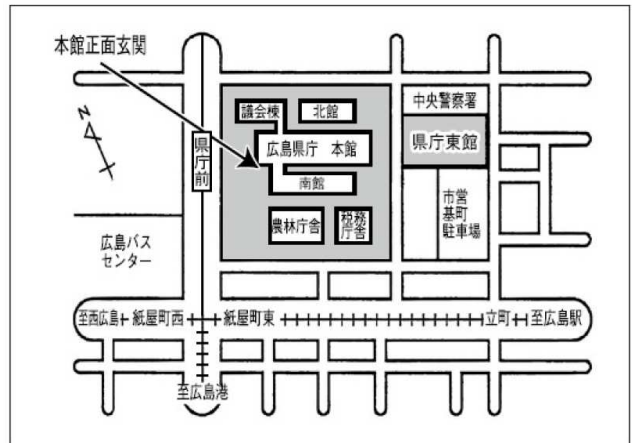 本館正面玄関
N
議会棟
北館
中央警察署
広島県庁 本館
県庁東館
県庁前
南館
農林庁舎
税務
庁舎
市営
基町
駐車場
広島バス
センター
至西広島
紙屋町西
紙屋町東
立町
至広島駅
至広島港